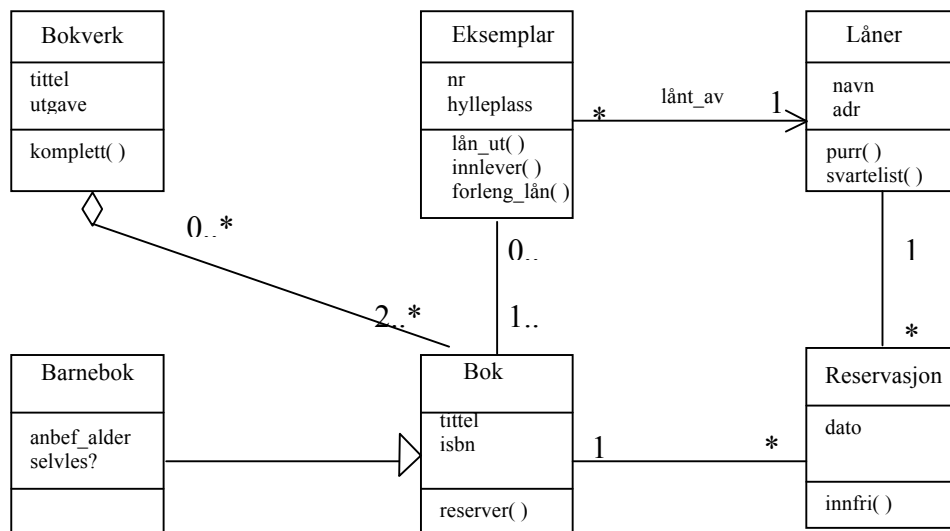 Bokverk
tittel
utgave
komplett( )
Eksemplar
nr
hylleplass
lån_ut( )
innlever( )
forleng_lån( )
lånt_av
*
1
Låner
navn
adr
purr( )
svartelist( )
0..*
2..*
0..
1..
1
*
Barnebok
anbef_alder
selvles?
Bok
tittel
isbn
reserver( )
1
*
Reservasjon
dato
innfri( )